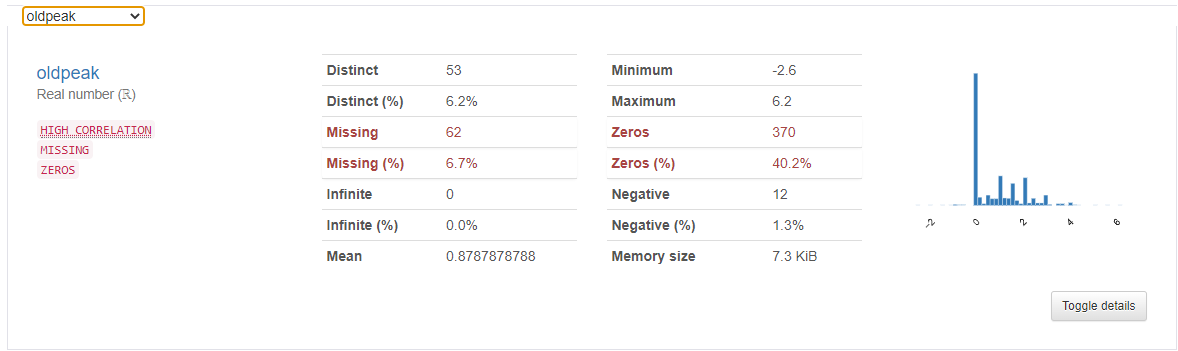 oldpeak
oldpeak
Real number (ℝ)
HIGH CORRELATION
MISSING
ZEROS
Distinct 53
Distinct (%) 6.2%
Missing 62
Missing (%) 6.7%
Infinite 0
Infinite (%) 0.0%
Mean 0.8787878788
Minimum -2.6
Maximum 6.2
Zeros 370
Zeros (%) 40.2%
Negative 12
Negative (%) 1.3%
Memory size 7.3 KiB
-2 0 2 4 6
Toggle details